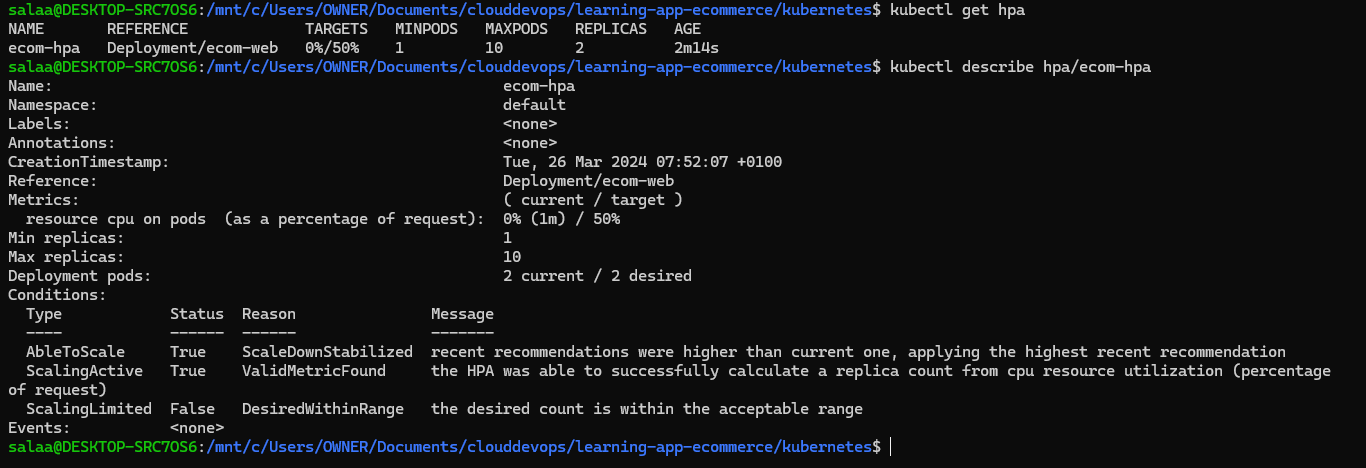 salaa@DESKTOP-SRC7OS6:/mnt/c/Users/OWNER/Documents/clouddevops/learning-app-ecommerce/kubernetes$ kubectl get hpa
NAME       REFERENCE             TARGETS   MINPODS   MAXPODS   REPLICAS   AGE
ecom-hpa   Deployment/ecom-web   0%/50%    1         10        2          2m14s
salaa@DESKTOP-SRC7OS6:/mnt/c/Users/OWNER/Documents/clouddevops/learning-app-ecommerce/kubernetes$ kubectl describe hpa/ecom-hpa
Name:                                                  ecom-hpa
Namespace:                                             default
Labels:                                                <none>
Annotations:                                           <none>
CreationTimestamp:                                     Tue, 26 Mar 2024 07:52:07 +0100
Reference:                                             Deployment/ecom-web
Metrics:                                               ( current / target )
  resource cpu on pods  (as a percentage of request):  0% (1m) / 50%
Min replicas:                                          1
Max replicas:                                          10
Deployment pods:                                       2 current / 2 desired
Conditions:
  Type            Status  Reason               Message
  ----            ------  ------               -------
  AbleToScale     True    ScaleDownStabilized  recent recommendations were higher than current one, applying the highest recent recommendation
  ScalingActive   True    ValidMetricFound     the HPA was able to successfully calculate a replica count from cpu resource utilization (percentage
of request)
  ScalingLimited  False   DesiredWithinRange   the desired count is within the acceptable range
Events:           <none>
salaa@DESKTOP-SRC7OS6:/mnt/c/Users/OWNER/Documents/clouddevops/learning-app-ecommerce/kubernetes$